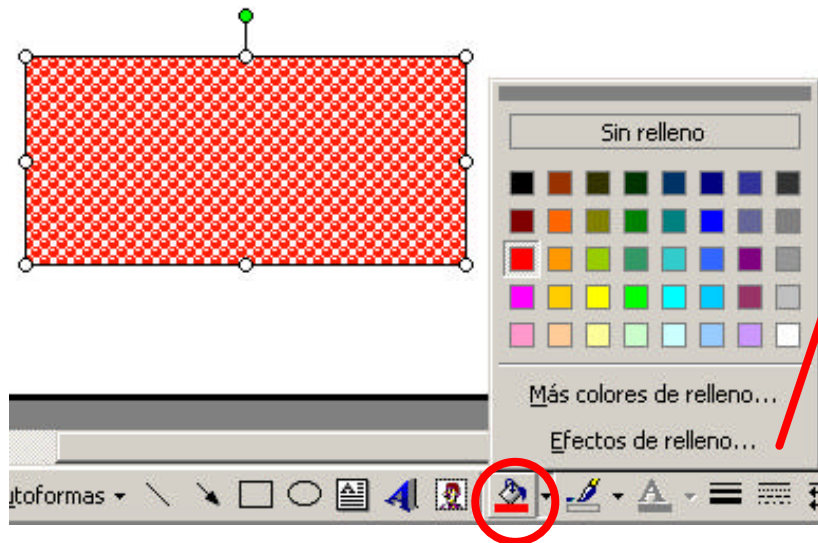 Sin relleno
Más colores de relleno...
Efectos de relleno...
utoformas
A
A